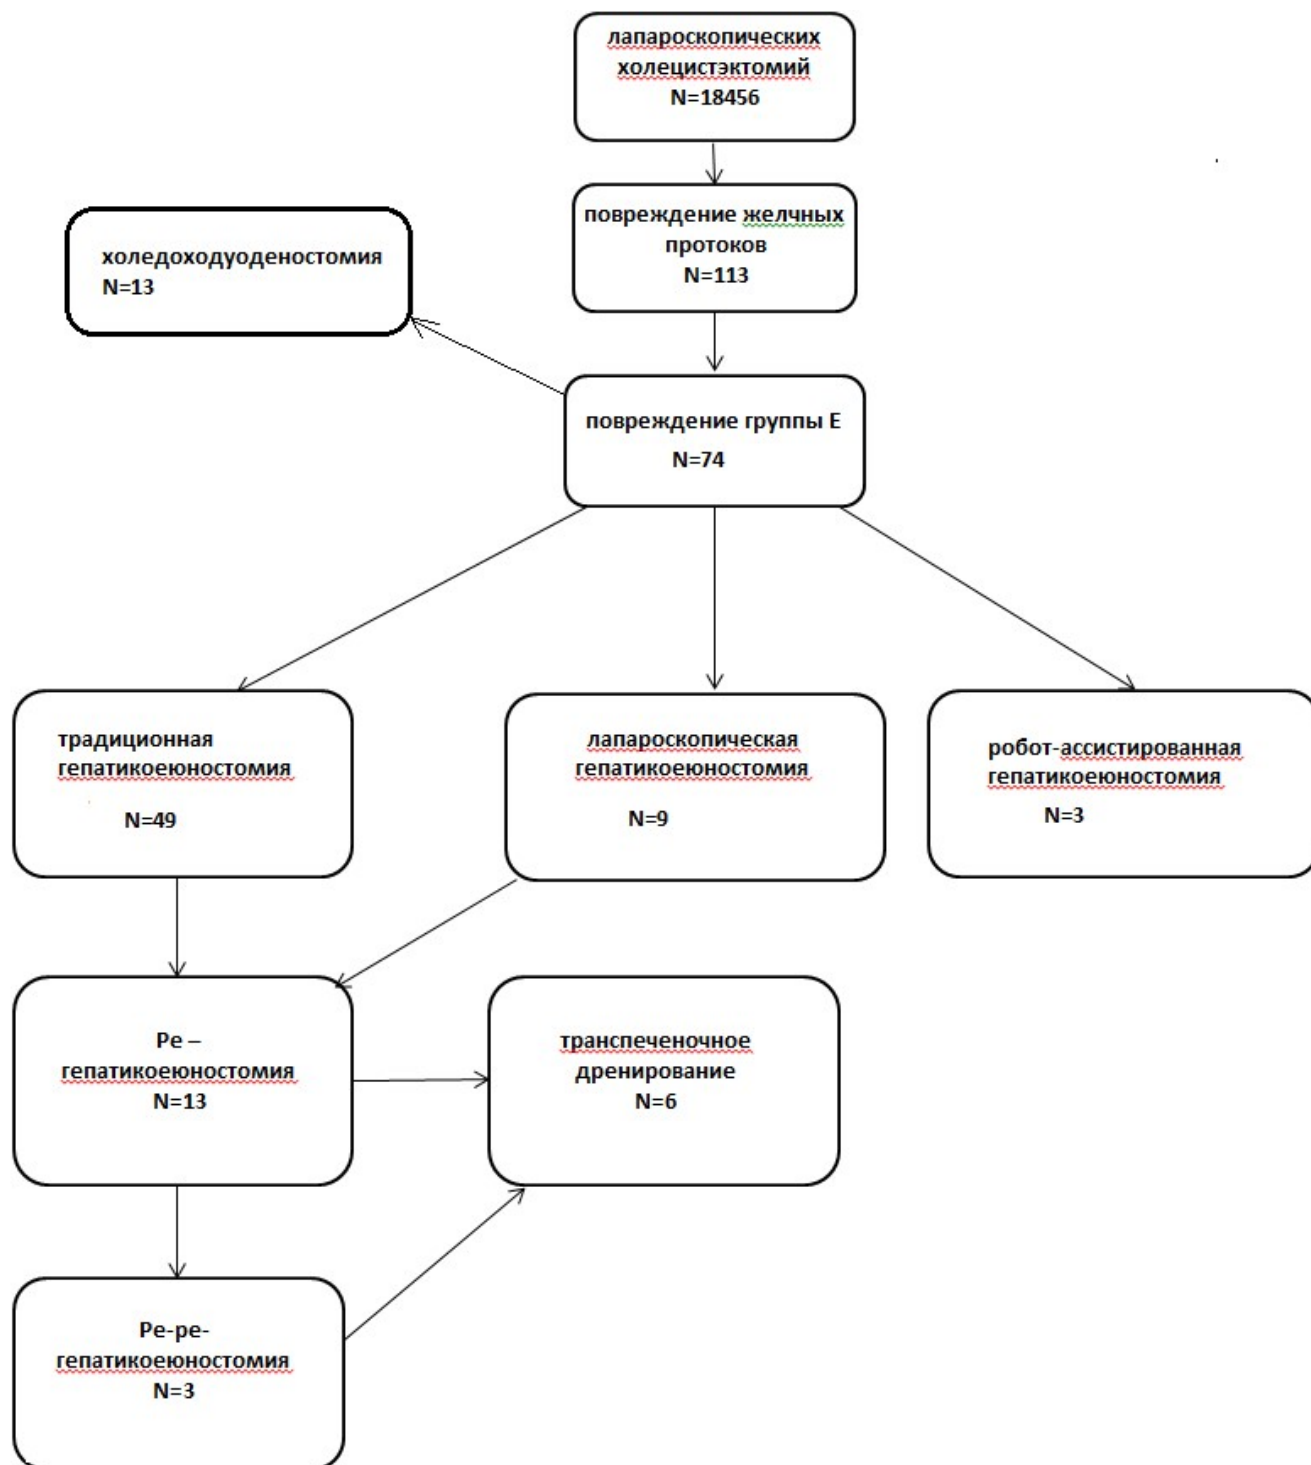 лапароскопических
холецистэктомий
N=18456
повреждение желчных
протоков
N=113
холедоходуоденостомия
N=13
повреждение группы Е
N=74
традиционная
гепатикоеюностомия
N=49
лапароскопическая
гепатикоеюностомия
N=9
робот-ассистированная
гепатикоеюностомия
N=3
Ре –
гепатикоеюностомия
N=13
транспеченочное
дренирование
N=6
Ре-ре-
гепатикоеюностомия
N=3